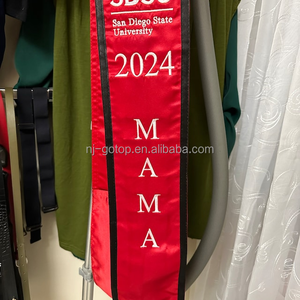 SDSU
San Diego State
University
2024
M
A
nj-gotop.en.alibaba.com
M
A